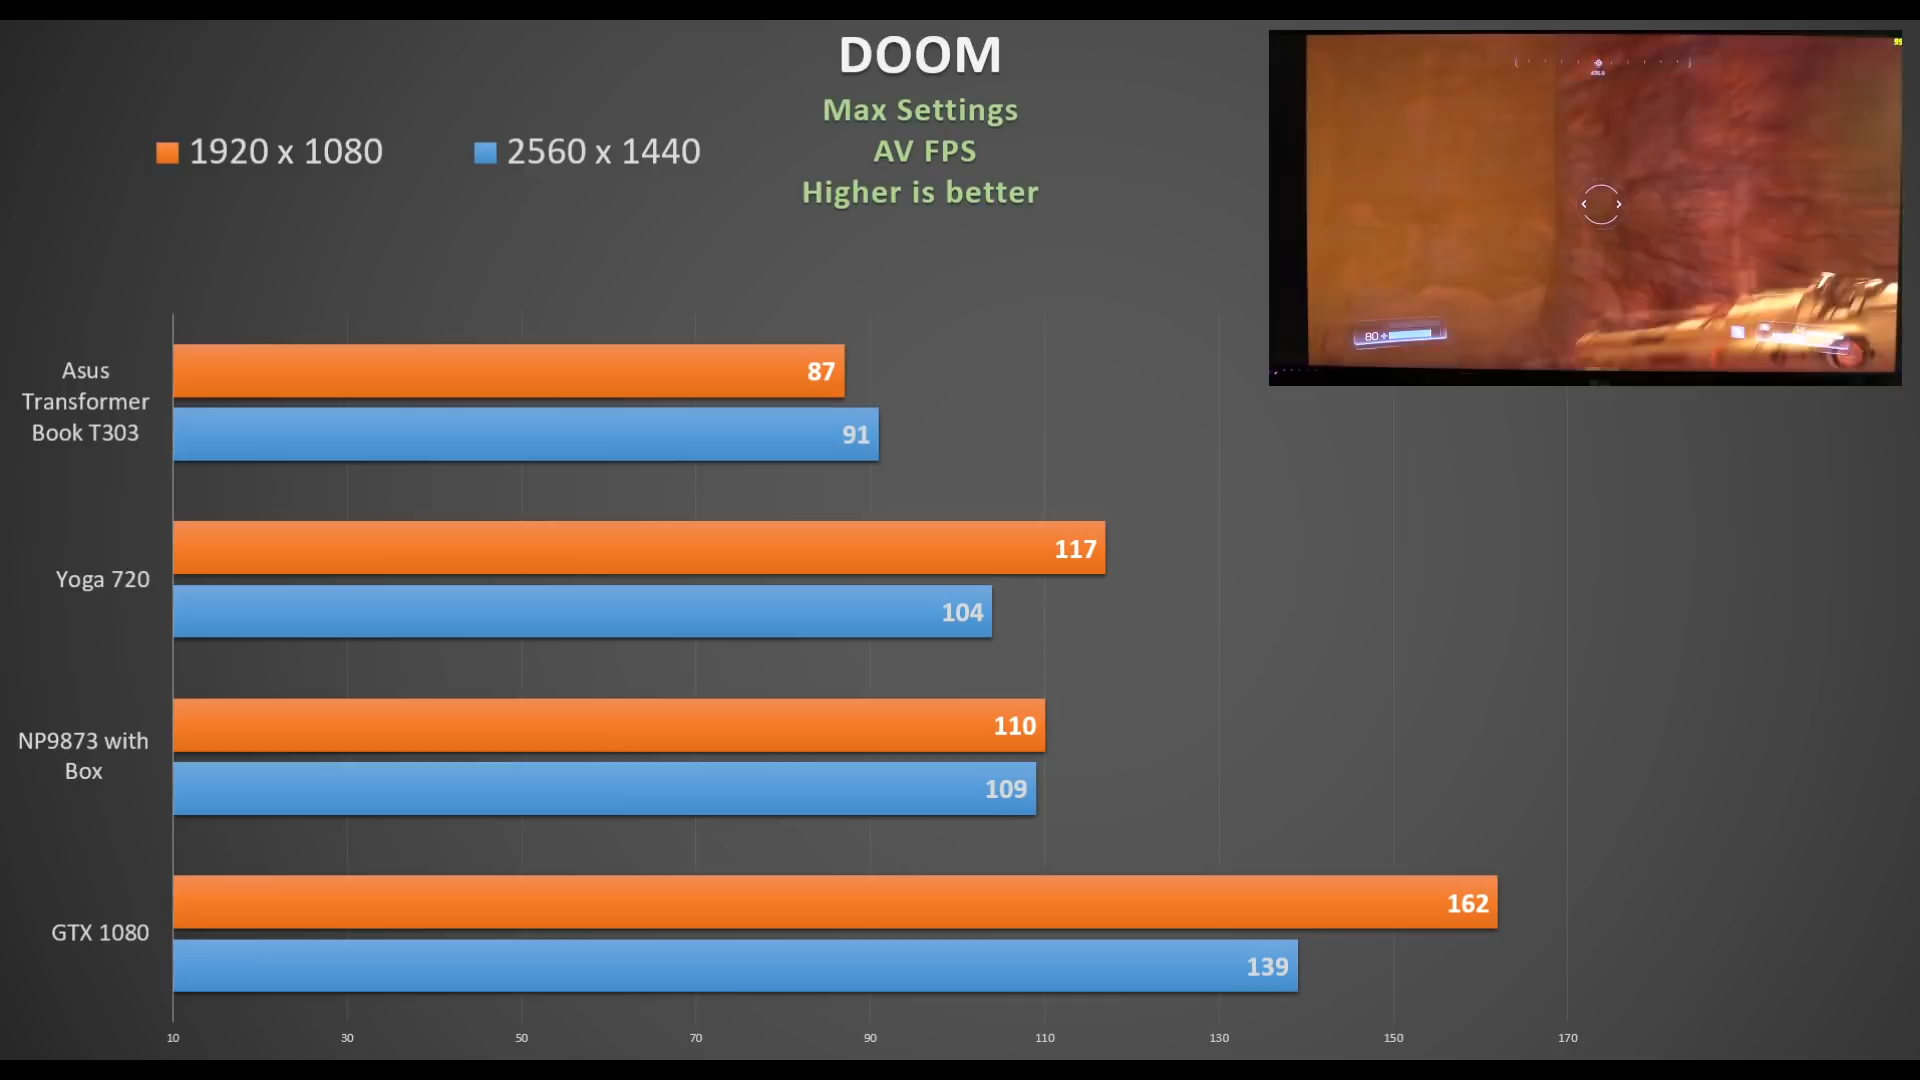 DOOM
Max Settings
AV FPS
Higher is better
1920 x 1080
2560 x 1440
Asus
Transformer
Book T303
87
91
Yoga 720
117
104
NP9873 with
Box
110
109
GTX 1080
162
139
10 30 50 70 90 110 130 150 170
80